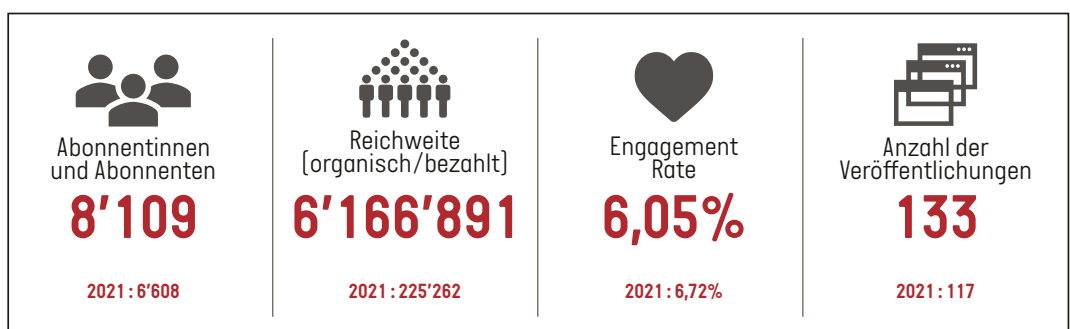 Abonnentinnen
und Abonnenten
8'109
2021 : 6'608
Reichweite
(organisch/bezahlt)
6'166'891
2021 : 225'262
Engagement
Rate
6,05%
2021 : 6,72%
Anzahl der
Veröffentlichungen
133
2021 : 117